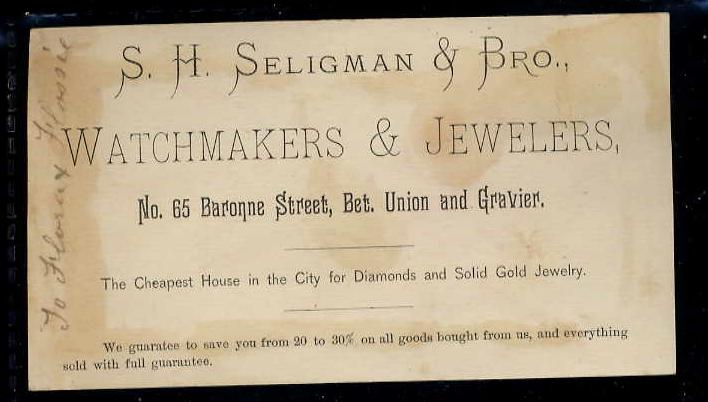 S. H. SELIGMAN & BRO.,
WATCHMAKERS & JEWELERS,
No. 65 Baronne Street, Bet. Union and Gravier.
The Cheapest House in the City for Diamonds and Solid Gold Jewelry.
We guaratee to save you from 20 to 30% on all goods bought from us, and everything
sold with full guarantee.
To Flossie